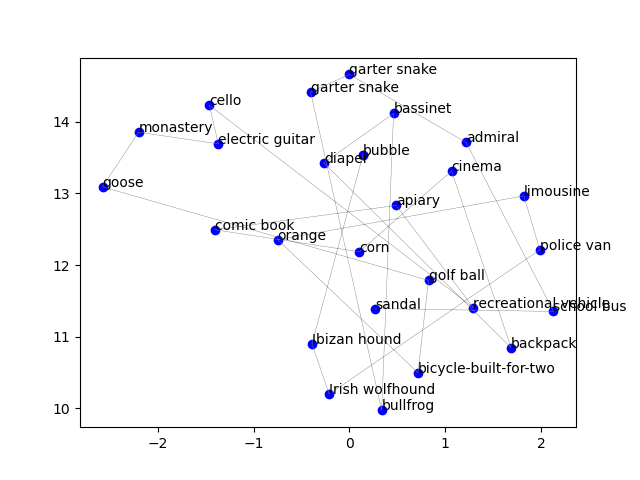 garter snake
garter snake
cello
bassinet
monastery
electric guitar
admiral
bubble
diaper
cinema
goose
limousine
apiary
comic book
orange
corn
police van
golf ball
sandal
recreational vehicle
school bus
Ibizan hound
backpack
bicycle-built-for-two
Irish wolfhound
bullfrog
14
13
12
11
10
−2
−1
0
1
2